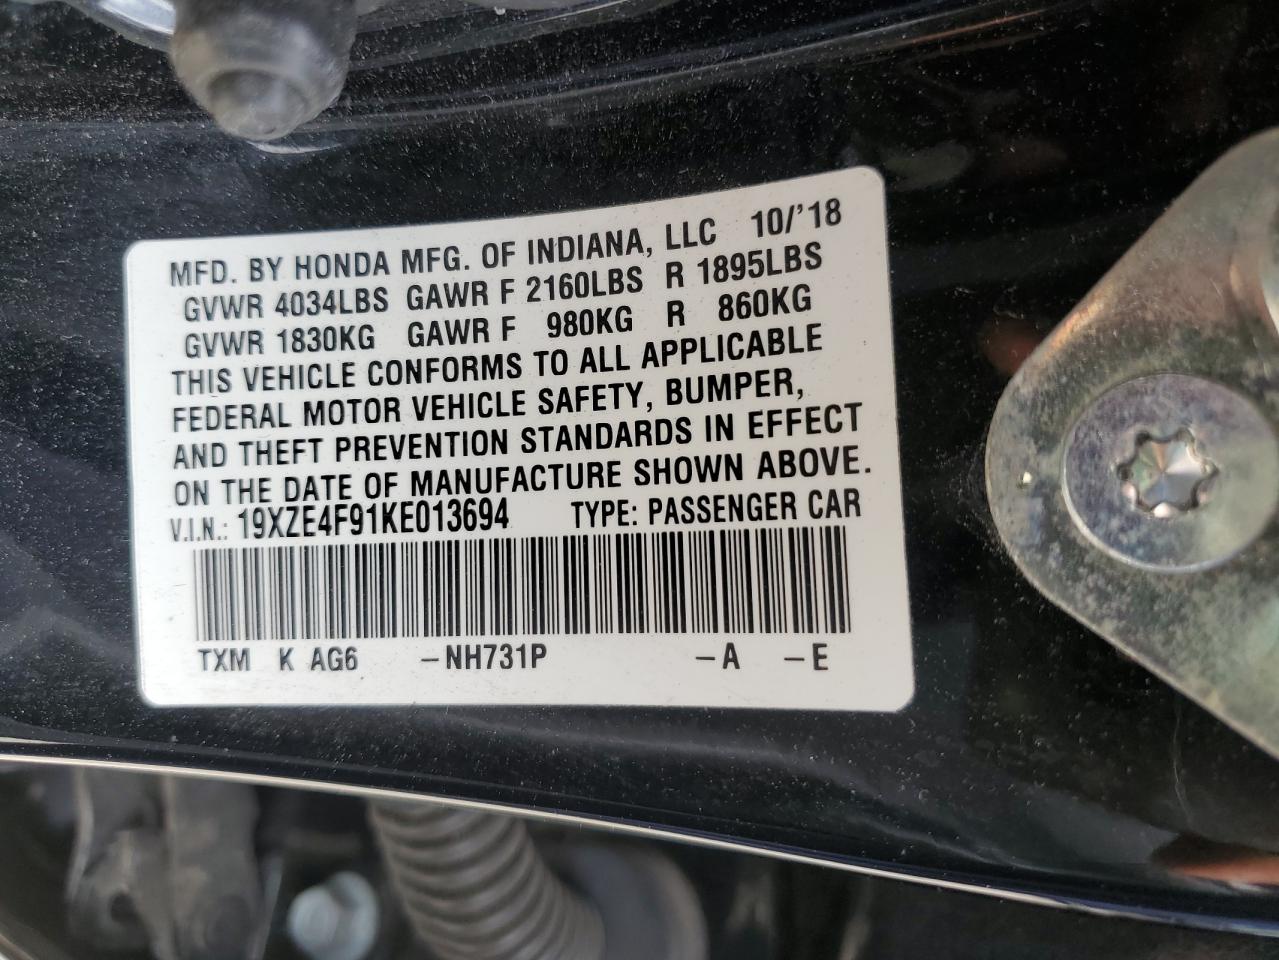 MFD. BY HONDA MFG. OF INDIANA, LLC 10/'18
GVWR 4034LBS GAWR F 2160LBS R 1895LBS
GVWR 1830KG GAWR F 980KG R 860KG
THIS VEHICLE CONFORMS TO ALL APPLICABLE
FEDERAL MOTOR VEHICLE SAFETY, BUMPER,
AND THEFT PREVENTION STANDARDS IN EFFECT
ON THE DATE OF MANUFACTURE SHOWN ABOVE.
V.I.N.: 19XZE4F91KE013694 TYPE: PASSENGER CAR
TXM K AG6 -NH731P -A -E